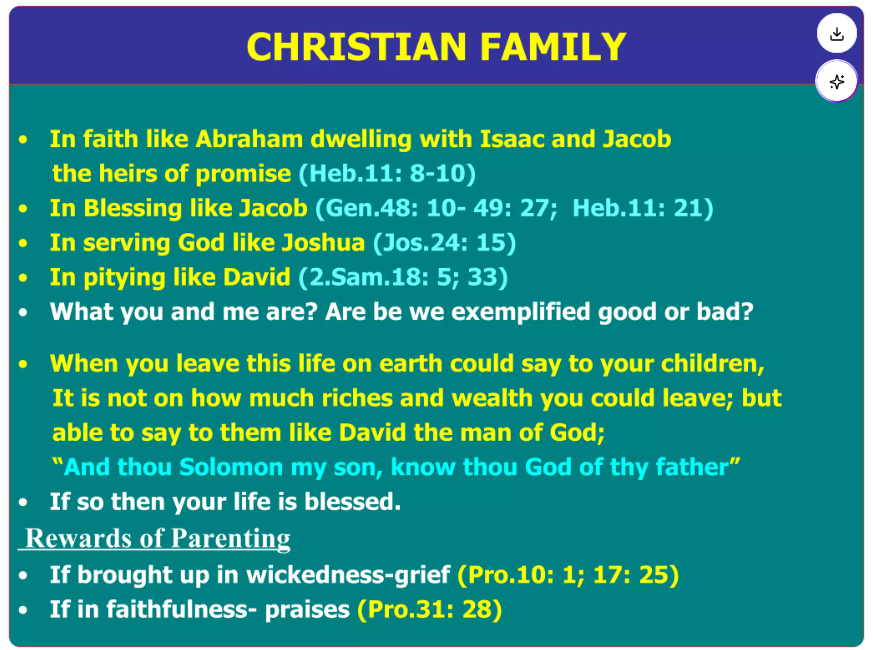 CHRISTIAN FAMILY
• In faith like Abraham dwelling with Isaac and Jacob
the heirs of promise (Heb.11: 8-10)
• In Blessing like Jacob (Gen.48: 10- 49: 27;  Heb.11: 21)
• In serving God like Joshua (Jos.24: 15)
• In pitying like David (2.Sam.18: 5; 33)
• What you and me are? Are be we exemplified good or bad?
• When you leave this life on earth could say to your children,
It is not on how much riches and wealth you could leave; but
able to say to them like David the man of God;
“And thou Solomon my son, know thou God of thy father”
• If so then your life is blessed.
Rewards of Parenting
• If brought up in wickedness-grief (Pro.10: 1; 17: 25)
• If in faithfulness- praises (Pro.31: 28)